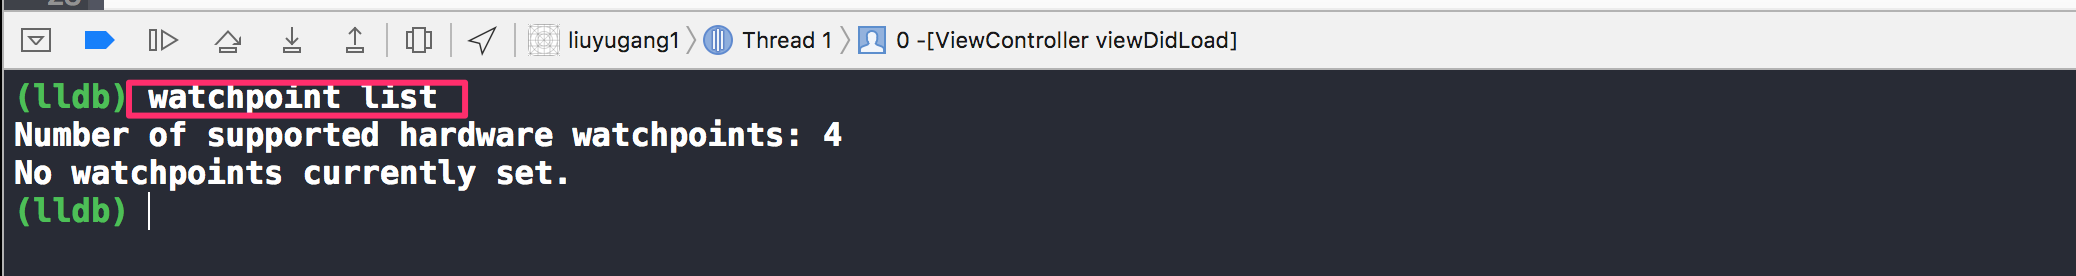 liuyugang1 Thread 1 0 -[ViewController viewDidLoad]
(lldb) watchpoint list
Number of supported hardware watchpoints: 4
No watchpoints currently set.
(lldb)